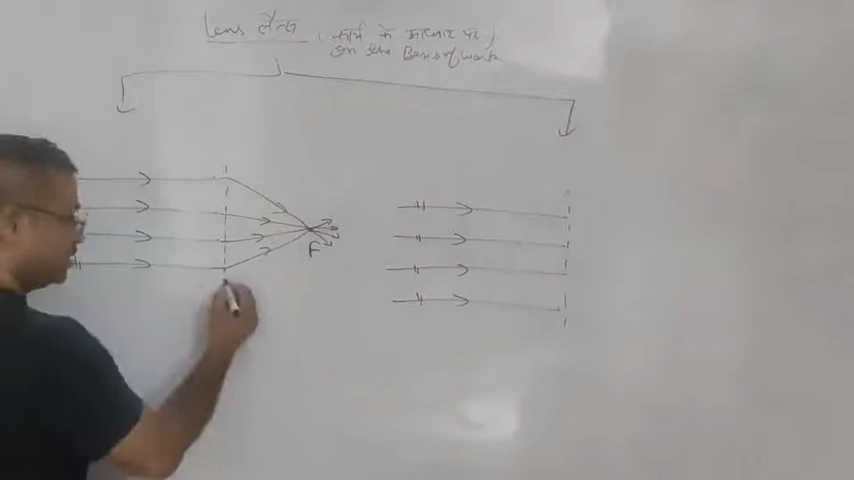 Lens लेन्स , कार्य के आधार पर,
On the Basis of work
F